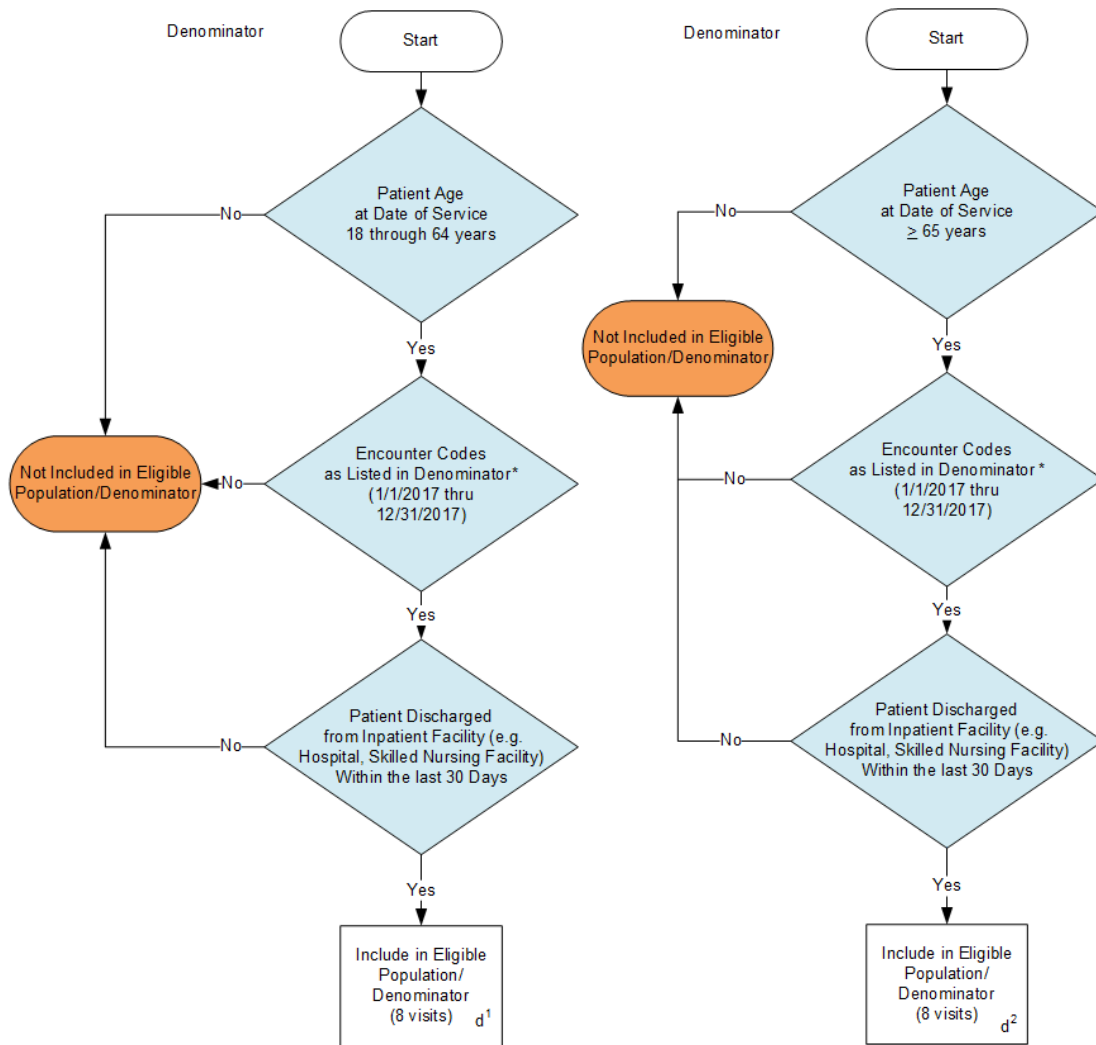 Denominator
Start
Patient Age
at Date of Service
18 through 64 years
No
Yes
Encounter Codes
as Listed in Denominator*
(1/1/2017 thru
12/31/2017)
Not Included in Eligible
Population/Denominator
No
Yes
Patient Discharged
from Inpatient Facility (e.g.
Hospital, Skilled Nursing Facility)
Within the last 30 Days
No
Yes
Include in Eligible
Population/
Denominator
(8 visits)
d¹
Denominator
Start
Patient Age
at Date of Service
≥ 65 years
No
Not Included in Eligible
Population/Denominator
Yes
Encounter Codes
as Listed in Denominator*
(1/1/2017 thru
12/31/2017)
No
Yes
Patient Discharged
from Inpatient Facility (e.g.
Hospital, Skilled Nursing Facility)
Within the last 30 Days
No
Yes
Include in Eligible
Population/
Denominator
(8 visits)
d²